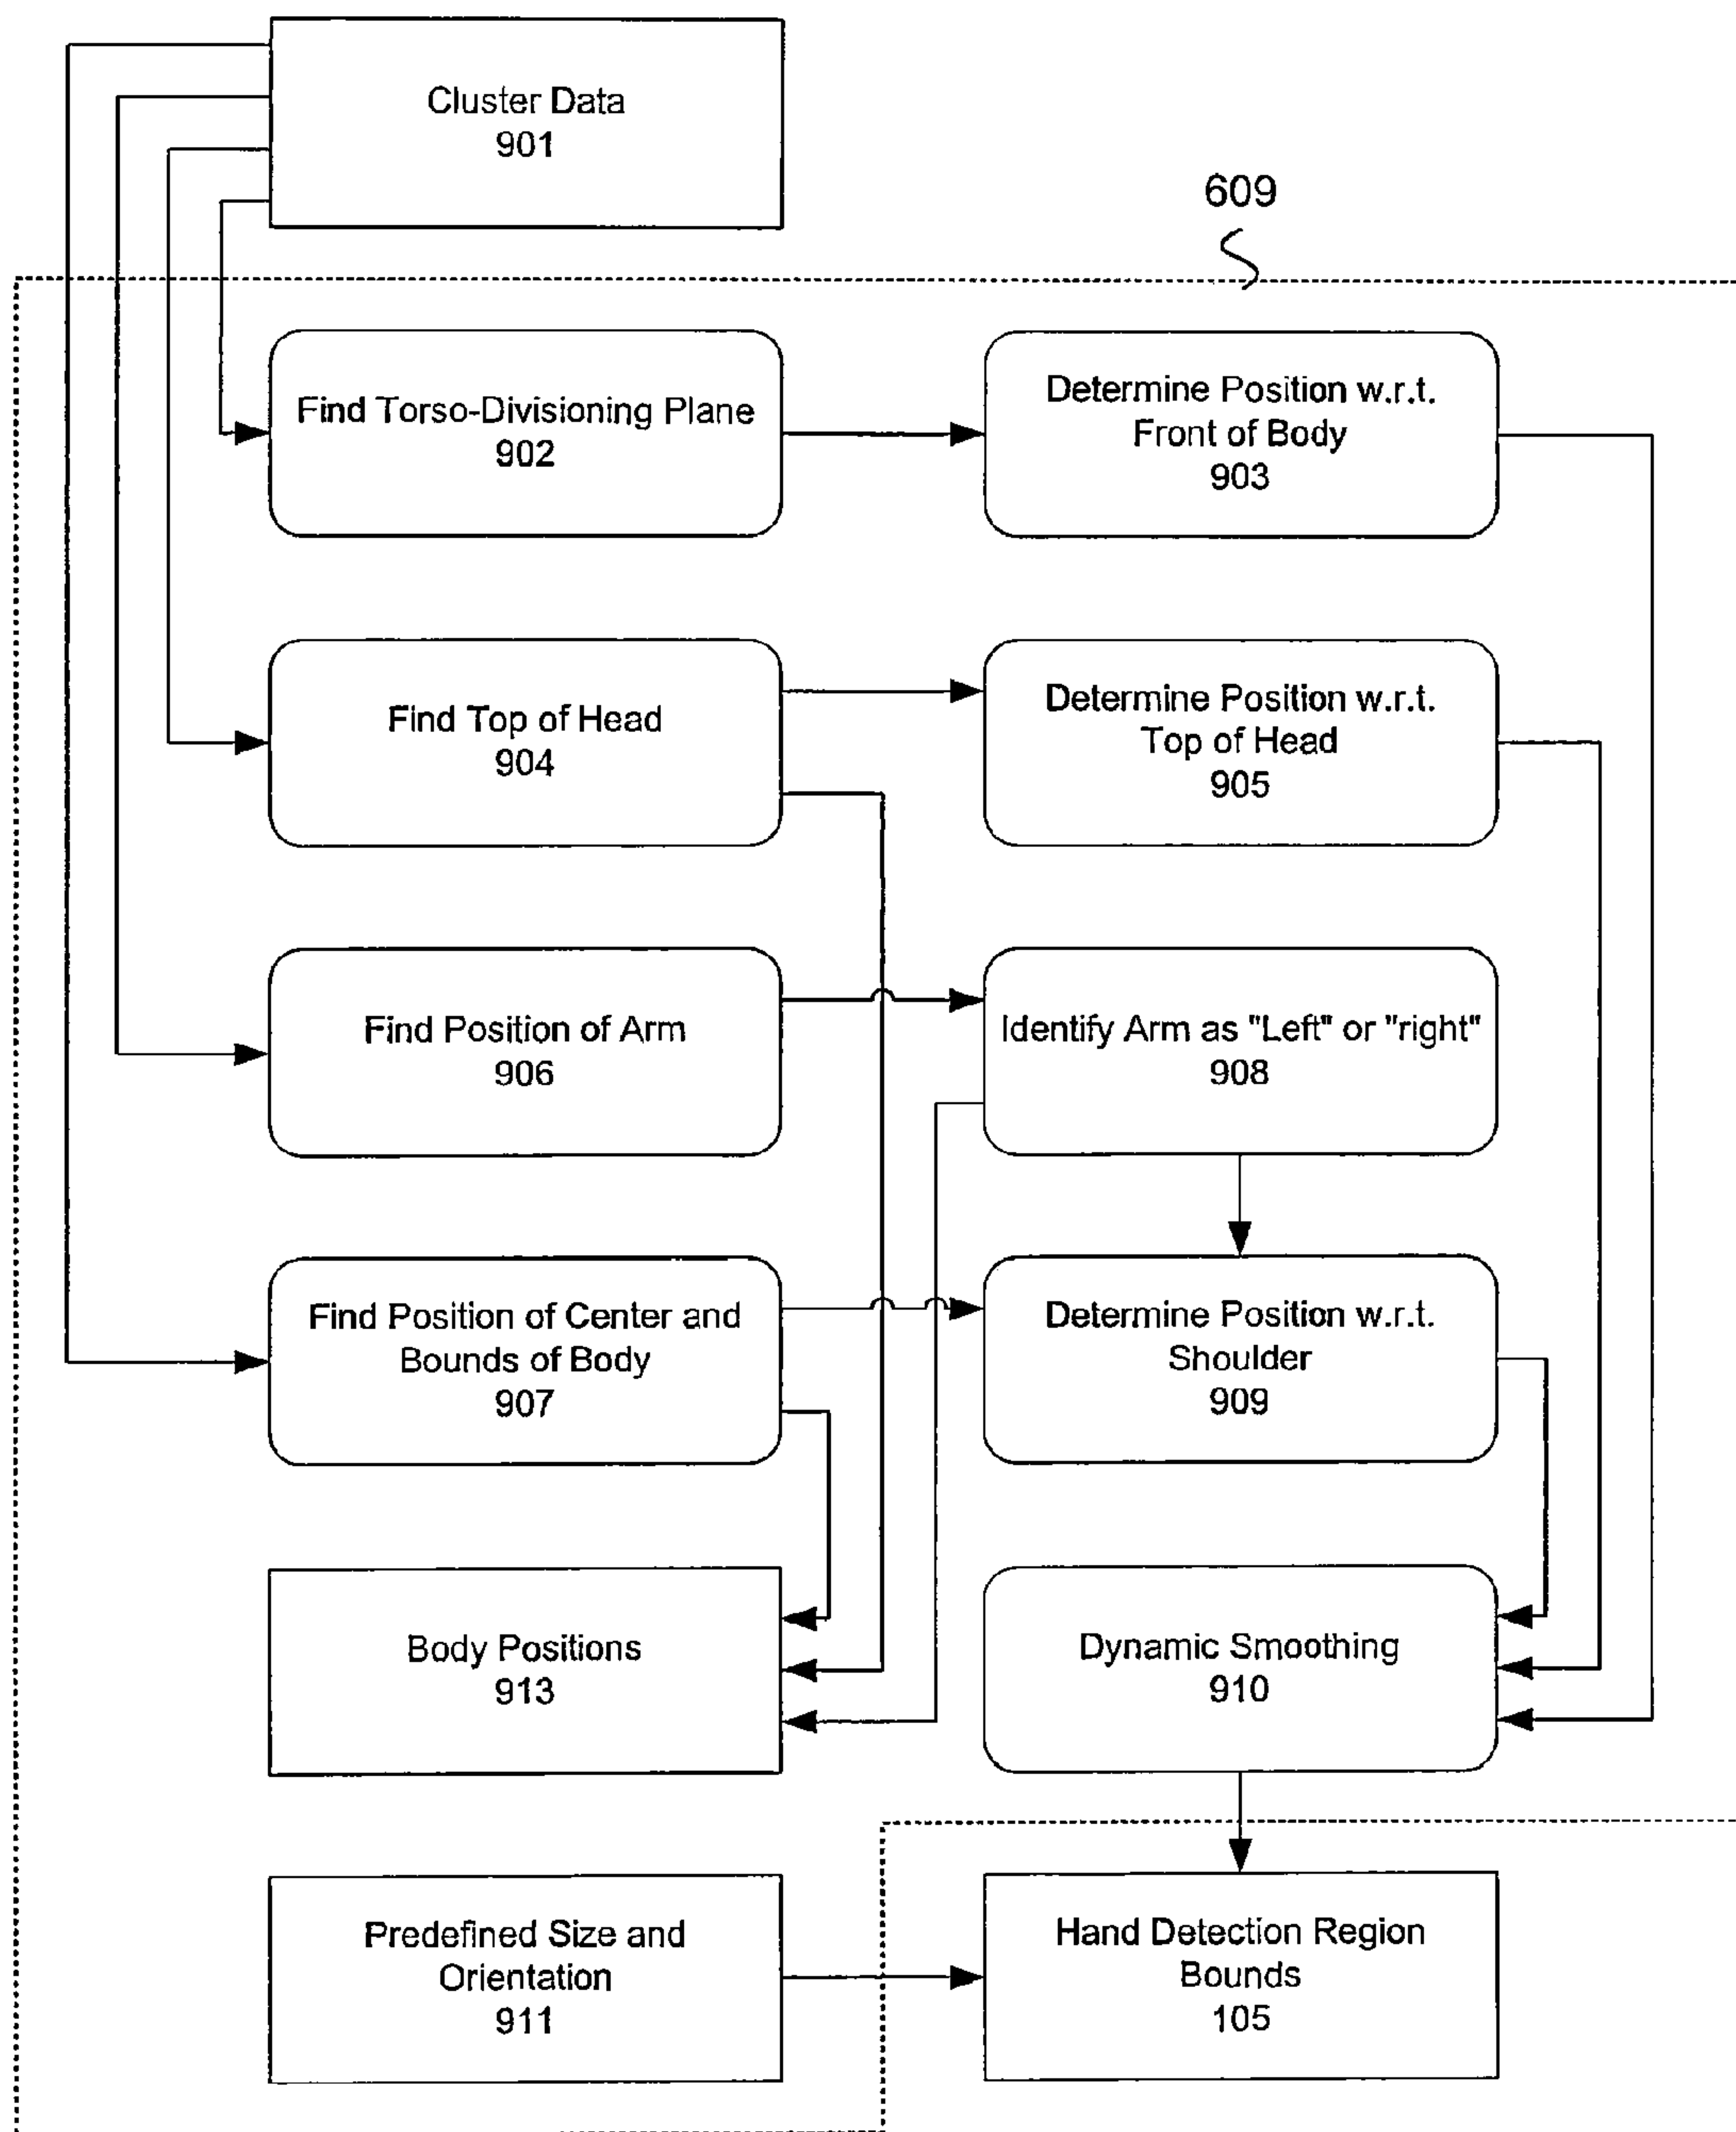 Cluster Data
901
609
Find Torso-Divisioning Plane
902
Determine Position w.r.t.
Front of Body
903
Find Top of Head
904
Determine Position w.r.t.
Top of Head
905
Find Position of Arm
906
Identify Arm as "Left" or "right"
908
Find Position of Center and
Bounds of Body
907
Determine Position w.r.t.
Shoulder
909
Body Positions
913
Dynamic Smoothing
910
Predefined Size and
Orientation
911
Hand Detection Region
Bounds
105